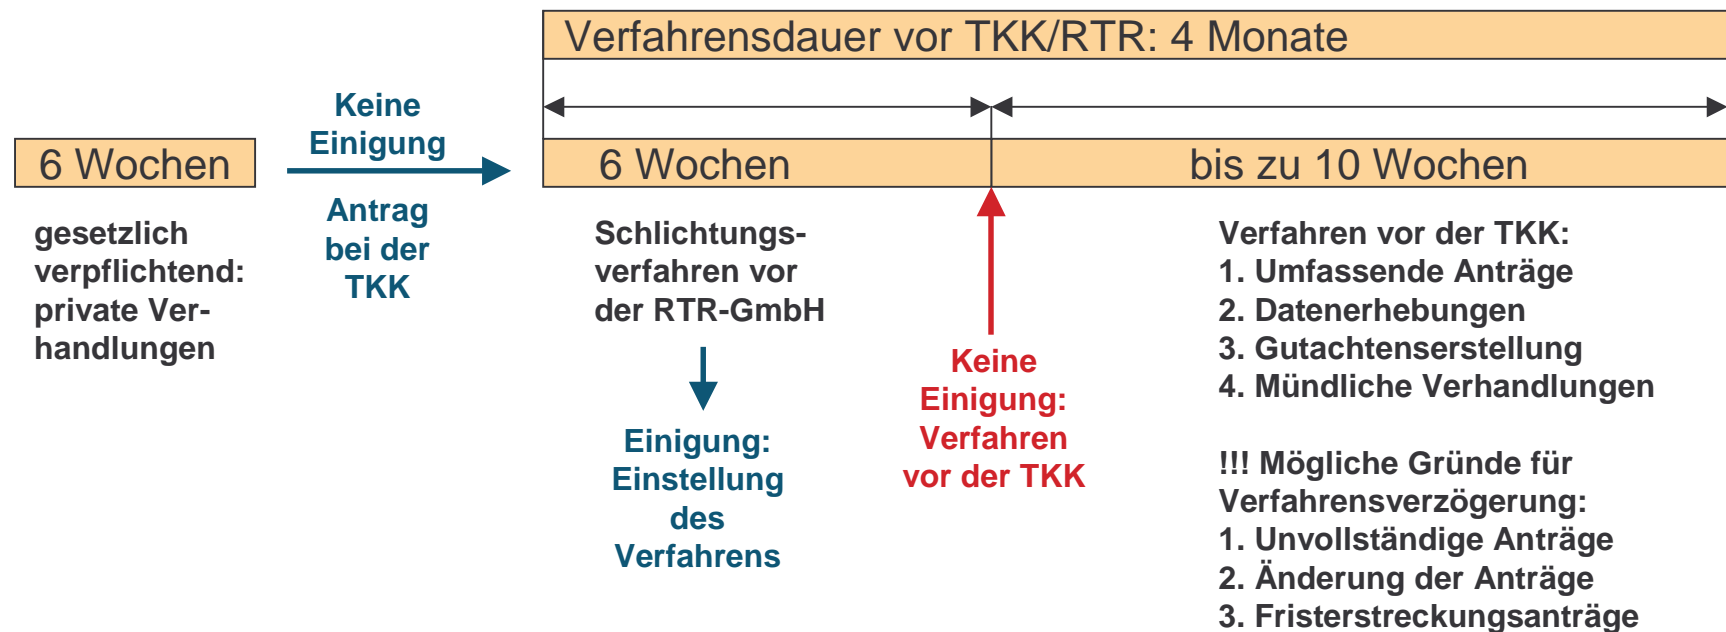 Verfahrensdauer vor TKK/RTR: 4 Monate
Keine
Einigung
6 Wochen
6 Wochen
bis zu 10 Wochen
Antrag
bei der
TKK
gesetzlich
verpflichtend:
private Ver-
handlungen
Schlichtungs-
verfahren vor
der RTR-GmbH
Einigung:
Einstellung
des
Verfahrens
Keine
Einigung:
Verfahren
vor der TKK
Verfahren vor der TKK:
1. Umfassende Anträge
2. Datenerhebungen
3. Gutachtenserstellung
4. Mündliche Verhandlungen
!!! Mögliche Gründe für
Verfahrensverzögerung:
1. Unvollständige Anträge
2. Änderung der Anträge
3. Fristerstreckungsanträge